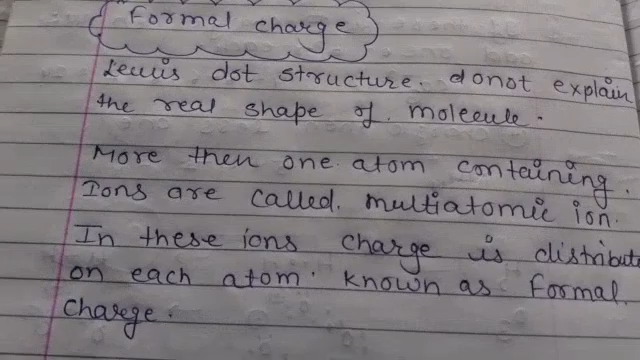 Formal charge
Lewis dot structure. donot explain
the real shape of. molecule.
More then one atom containing.
Ions are called. multiatomic ion.
In these ions charge is distribute
on each atom. known as Formal.
Charge.